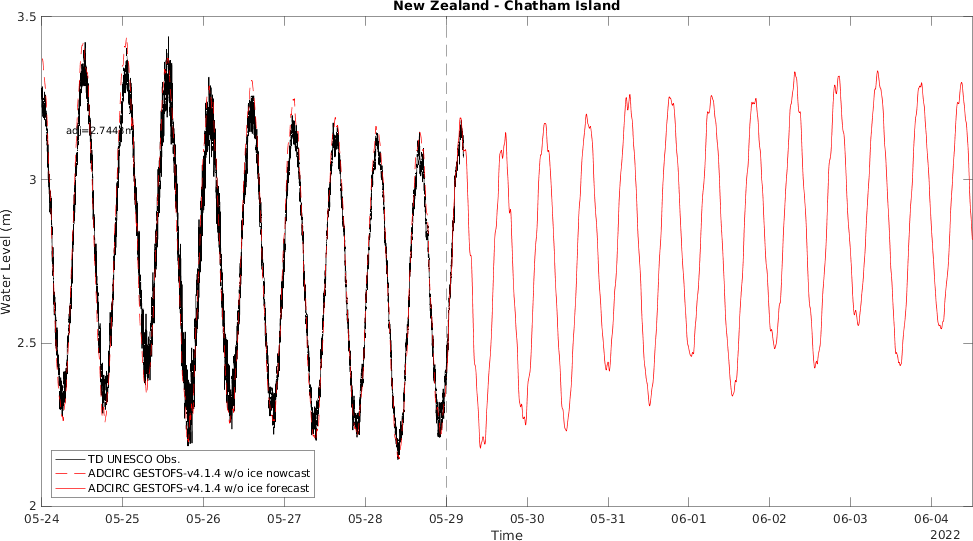 New Zealand - Chatham Island
3.5
3
2.5
2
Water Level (m)
adj=2.7448m
TD UNESCO Obs.
ADCIRC GESTOFS-v4.1.4 w/o ice nowcast
ADCIRC GESTOFS-v4.1.4 w/o ice forecast
05-24 05-25 05-26 05-27 05-28 05-29 05-30 05-31 06-01 06-02 06-03 06-04
2022
Time